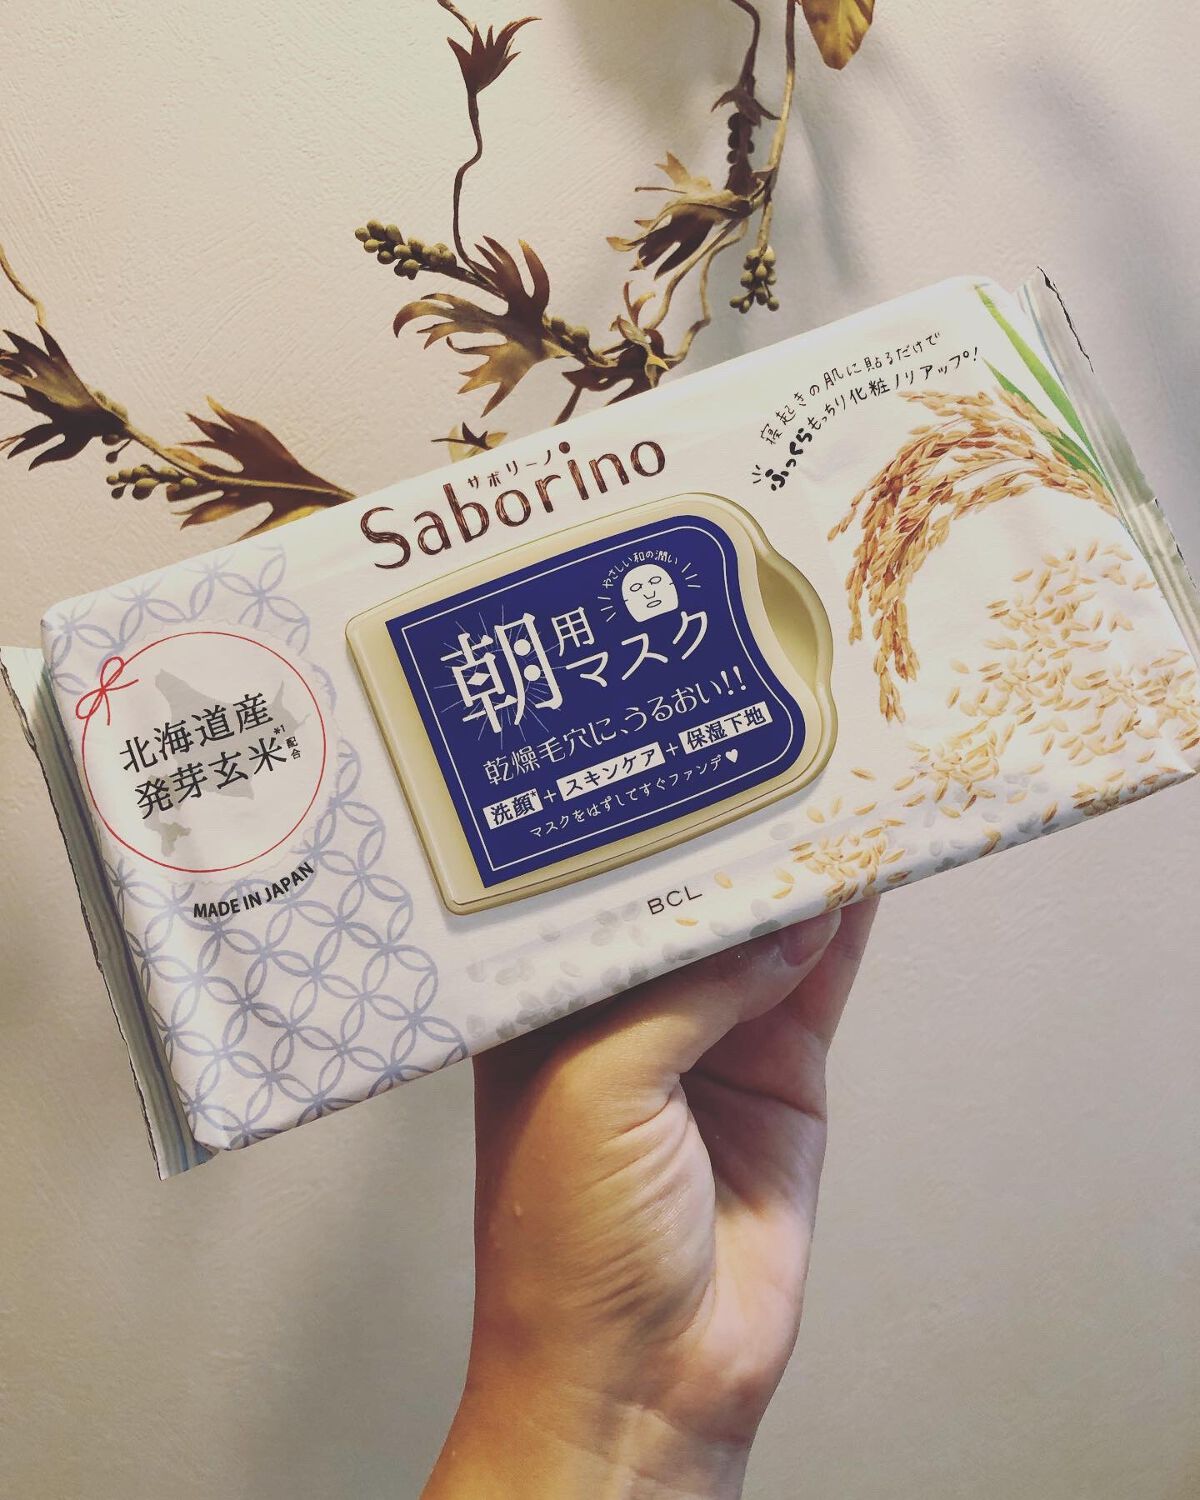 寝起きの肌に貼るだけで
ふっくらもっちり化粧ノリアップ!
サボリーノ
Saborino
やさしい和の潤い
朝用
マスク
乾燥毛穴に、うるおい!!
洗顔*+スキンケア+保湿下地
マスクをはずしてすぐファンデ♥
北海道産
発芽玄米*1配合
MADE IN JAPAN
BCL